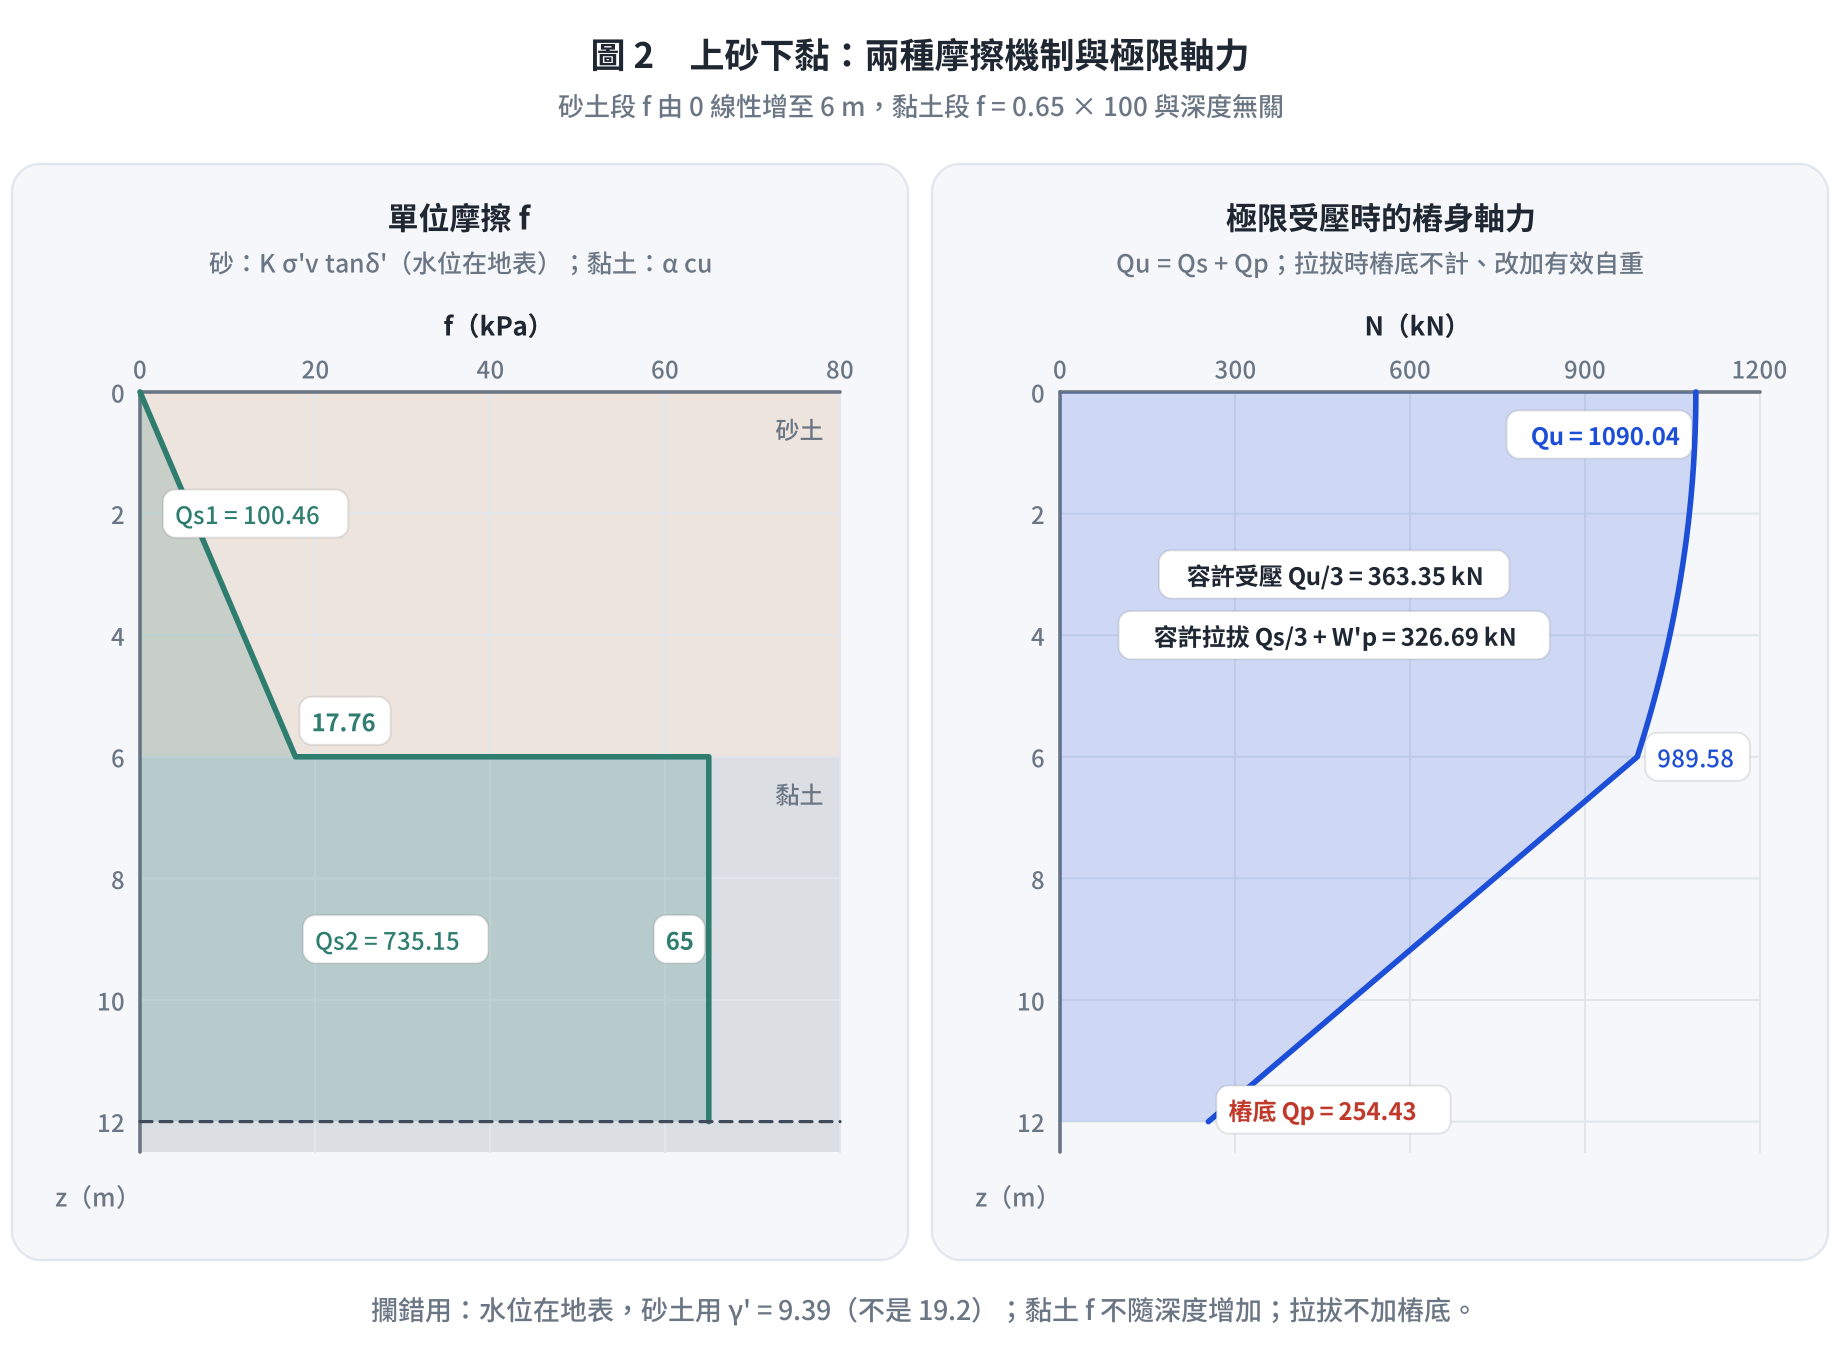 圖 2　上砂下黏：兩種摩擦機制與極限軸力
砂土段 f 由 0 線性增至 6 m，黏土段 f = 0.65 × 100 與深度無關
單位摩擦 f
砂：K σ'v tanδ'（水位在地表）；黏土：α cu
f（kPa）
0 20 40 60 80
0
砂土
2
Qs1 = 100.46
4
17.76
6
黏土
8
Qs2 = 735.15
65
10
12
z（m）
極限受壓時的樁身軸力
Qu = Qs + Qp；拉拔時樁底不計、改加有效自重
N（kN）
0 300 600 900 1200
0
Qu = 1090.04
2
容許受壓 Qu/3 = 363.35 kN
4
容許拉拔 Qs/3 + W'p = 326.69 kN
6
989.58
8
10
12
樁底 Qp = 254.43
z（m）
攔錯用：水位在地表，砂土用 γ' = 9.39（不是 19.2）；黏土 f 不隨深度增加；拉拔不加樁底。